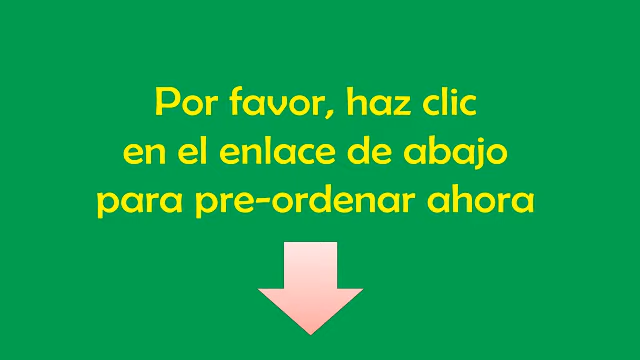 Por favor, haz clic
en el enlace de abajo
para pre-ordenar ahora